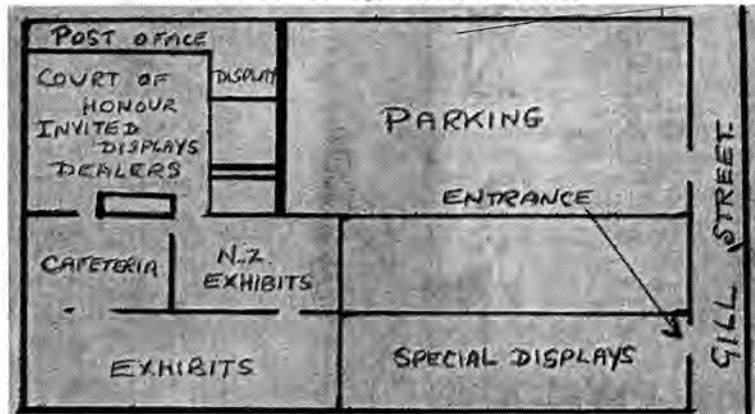 POST OFFICE
COURT OF
HONOUR
INVITED
DISPLAYS
DEALERS
DISPLAY
PARKING
ENTRANCE
GILL STREET
CAFETERIA
N.Z.
EXHIBITS
EXHIBITS
SPECIAL DISPLAYS